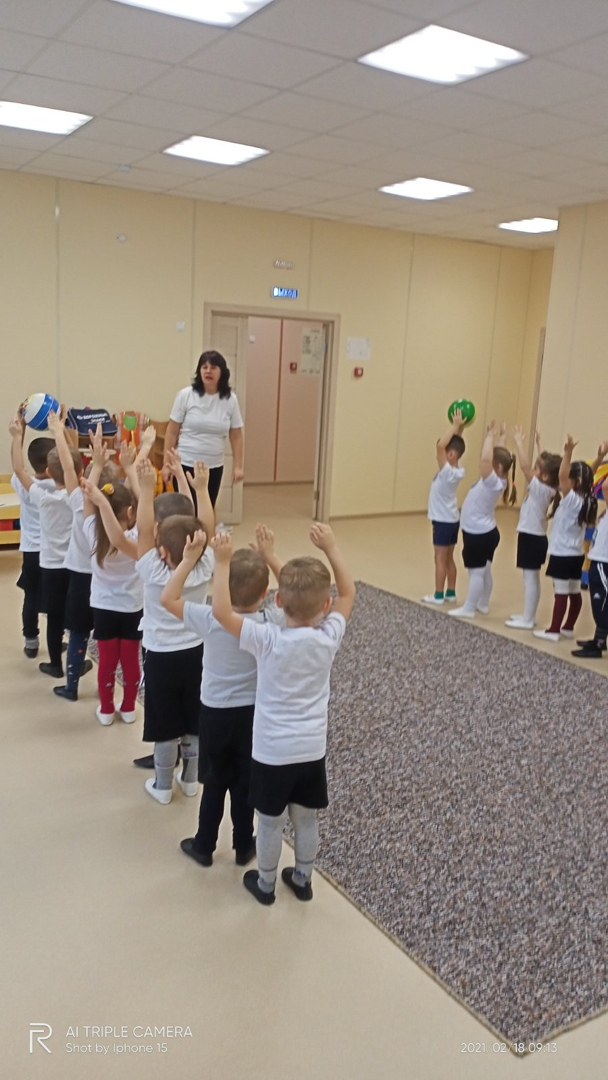 ВЫХОД
AI TRIPLE CAMERA
Shot by Iphone 15
2021/02/18 09:13